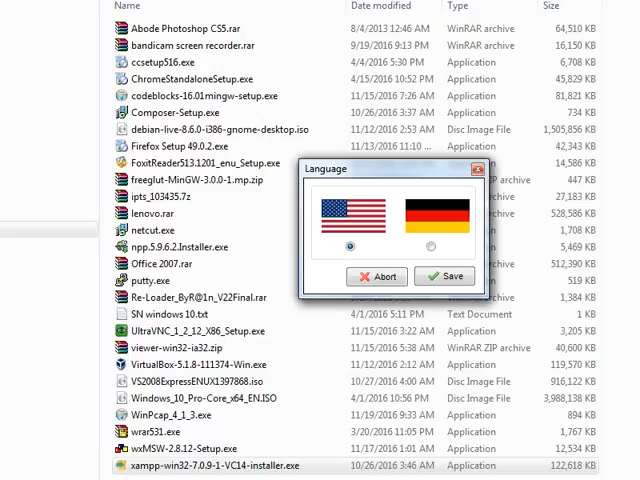 Name Date modified Type Size
Abode Photoshop CS5.rar 8/4/2013 12:46 AM WinRAR archive 64,510 KB
bandicam screen recorder.rar 9/19/2016 9:13 PM WinRAR archive 16,150 KB
ccsetup516.exe 4/4/2016 5:30 PM Application 6,708 KB
ChromeStandaloneSetup.exe 4/15/2016 10:52 PM Application 45,829 KB
codeblocks-16.01mingw-setup.exe 11/15/2016 7:26 AM Application 81,821 KB
Composer-Setup.exe 10/26/2016 3:37 AM Application 734 KB
debian-live-8.6.0-i386-gnome-desktop.iso 11/12/2016 2:53 AM Disc Image File 1,505,856 KB
Firefox Setup 49.0.2.exe 11/13/2016 11:10 ... Application 42,343 KB
FoxitReader513.1201_enu_Setup.exe 14,586 KB
freeglut-MinGW-3.0.0-1.mp.zip archive 447 KB
ipts_103435.7z 27,183 KB
lenovo.rar 528,586 KB
netcut.exe 711 KB
npp.5.9.6.2.Installer.exe 5,469 KB
Office 2007.rar 512,390 KB
putty.exe 519 KB
Re-Loader_ByR@1n_V22Final.rar 1,384 KB
Language
Abort Save
SN windows 10.txt 4/1/2016 5:11 PM Text Document 1 KB
UltraVNC_1_2_12_X86_Setup.exe 11/15/2016 3:22 AM Application 3,205 KB
viewer-win32-ia32.zip 11/15/2016 5:38 AM WinRAR ZIP archive 40,600 KB
VirtualBox-5.1.8-111374-Win.exe 11/12/2016 2:12 AM Application 119,570 KB
VS2008ExpressENUX1397868.iso 10/27/2016 4:00 AM Disc Image File 916,122 KB
Windows_10_Pro-Core_x64_EN.ISO 4/1/2016 10:56 PM Disc Image File 3,988,138 KB
WinPcap_4_1_3.exe 11/19/2016 9:33 AM Application 894 KB
wrar531.exe 3/20/2016 11:05 PM Application 1,767 KB
wxMSW-2.8.12-Setup.exe 11/17/2016 1:01 AM Application 12,534 KB
xampp-win32-7.0.9-1-VC14-installer.exe 10/26/2016 3:46 AM Application 122,618 KB